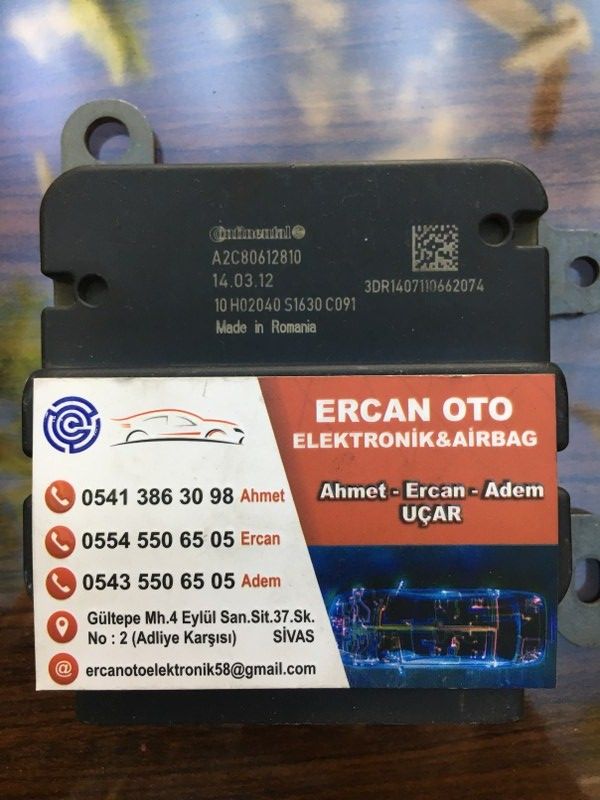 Continental
A2C80612810
14.03.12
3DR1407110662074
10 H02040 S1630 C091
Made in Romania
ERCAN OTO
ELEKTRONİK&AİRBAG
Ahmet - Ercan - Adem
UÇAR
0541 386 30 98 Ahmet
0554 550 65 05 Ercan
0543 550 65 05 Adem
Gültepe Mh.4 Eylül San.Sit.37.Sk.
No : 2 (Adliye Karşısı) SİVAS
@ ercanotoelektronik58@gmail.com